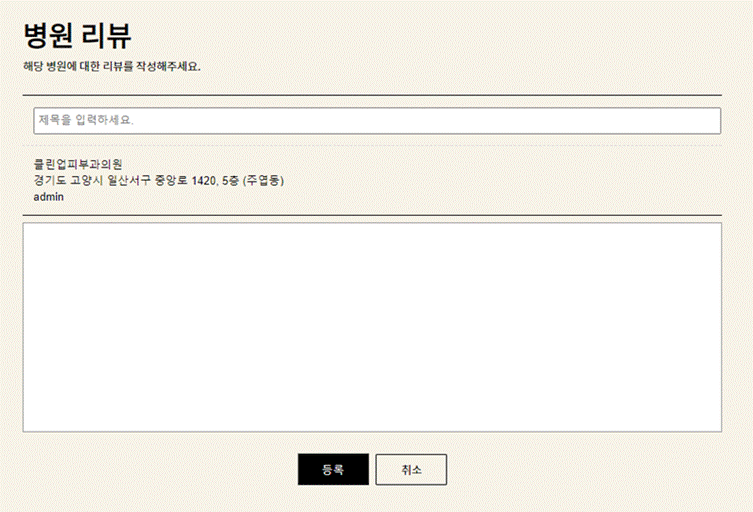 병원 리뷰
해당 병원에 대한 리뷰를 작성해주세요.
제목을 입력하세요.
클린업피부과의원
경기도 고양시 일산서구 중앙로 1420, 5층 (주엽동)
admin
등록
취소